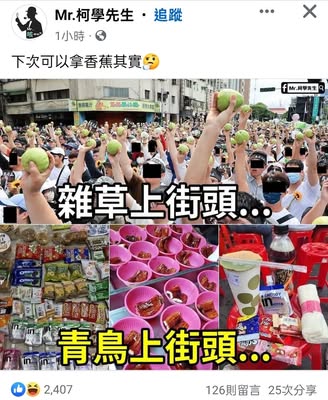 Mr.柯學先生 · 追蹤
1小時 ·
下次可以拿香蕉其實🤔
Mr.柯學先生
雜草上街頭...
青鳥上街頭...
2,407
126則留言 25次分享